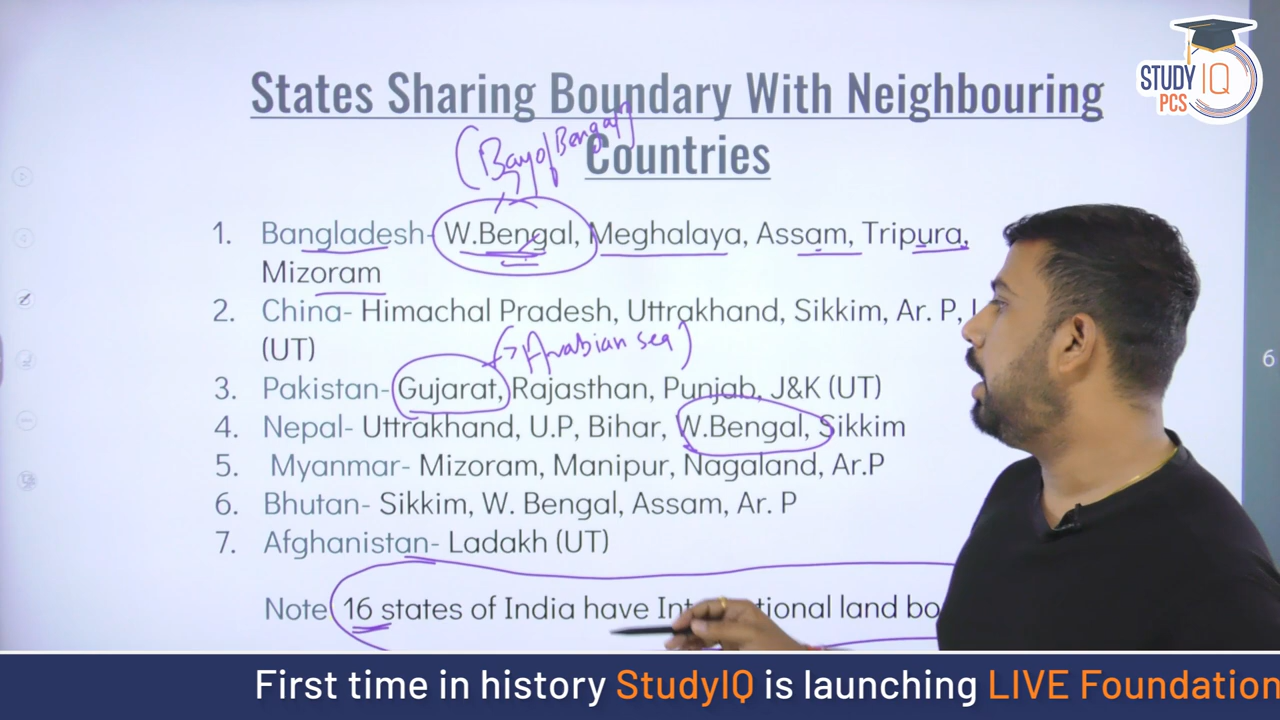 States Sharing Boundary With Neighbouring
Countries
(Bay of Bengal)
1. Bangladesh- W.Bengal, Meghalaya, Assam, Tripura,
Mizoram
2. China- Himachal Pradesh, Uttrakhand, Sikkim, Ar. P,
(UT)
(→ Arabian sea)
3. Pakistan- Gujarat, Rajasthan, Punjab, J&K (UT)
4. Nepal- Uttrakhand, U.P, Bihar, W.Bengal, Sikkim
5. Myanmar- Mizoram, Manipur, Nagaland, Ar.P
6. Bhutan- Sikkim, W. Bengal, Assam, Ar. P
7. Afghanistan- Ladakh (UT)
Note 16 states of India have land
STUDY IQ
PCS
6
First time in history StudyIQ is launching LIVE Foundation